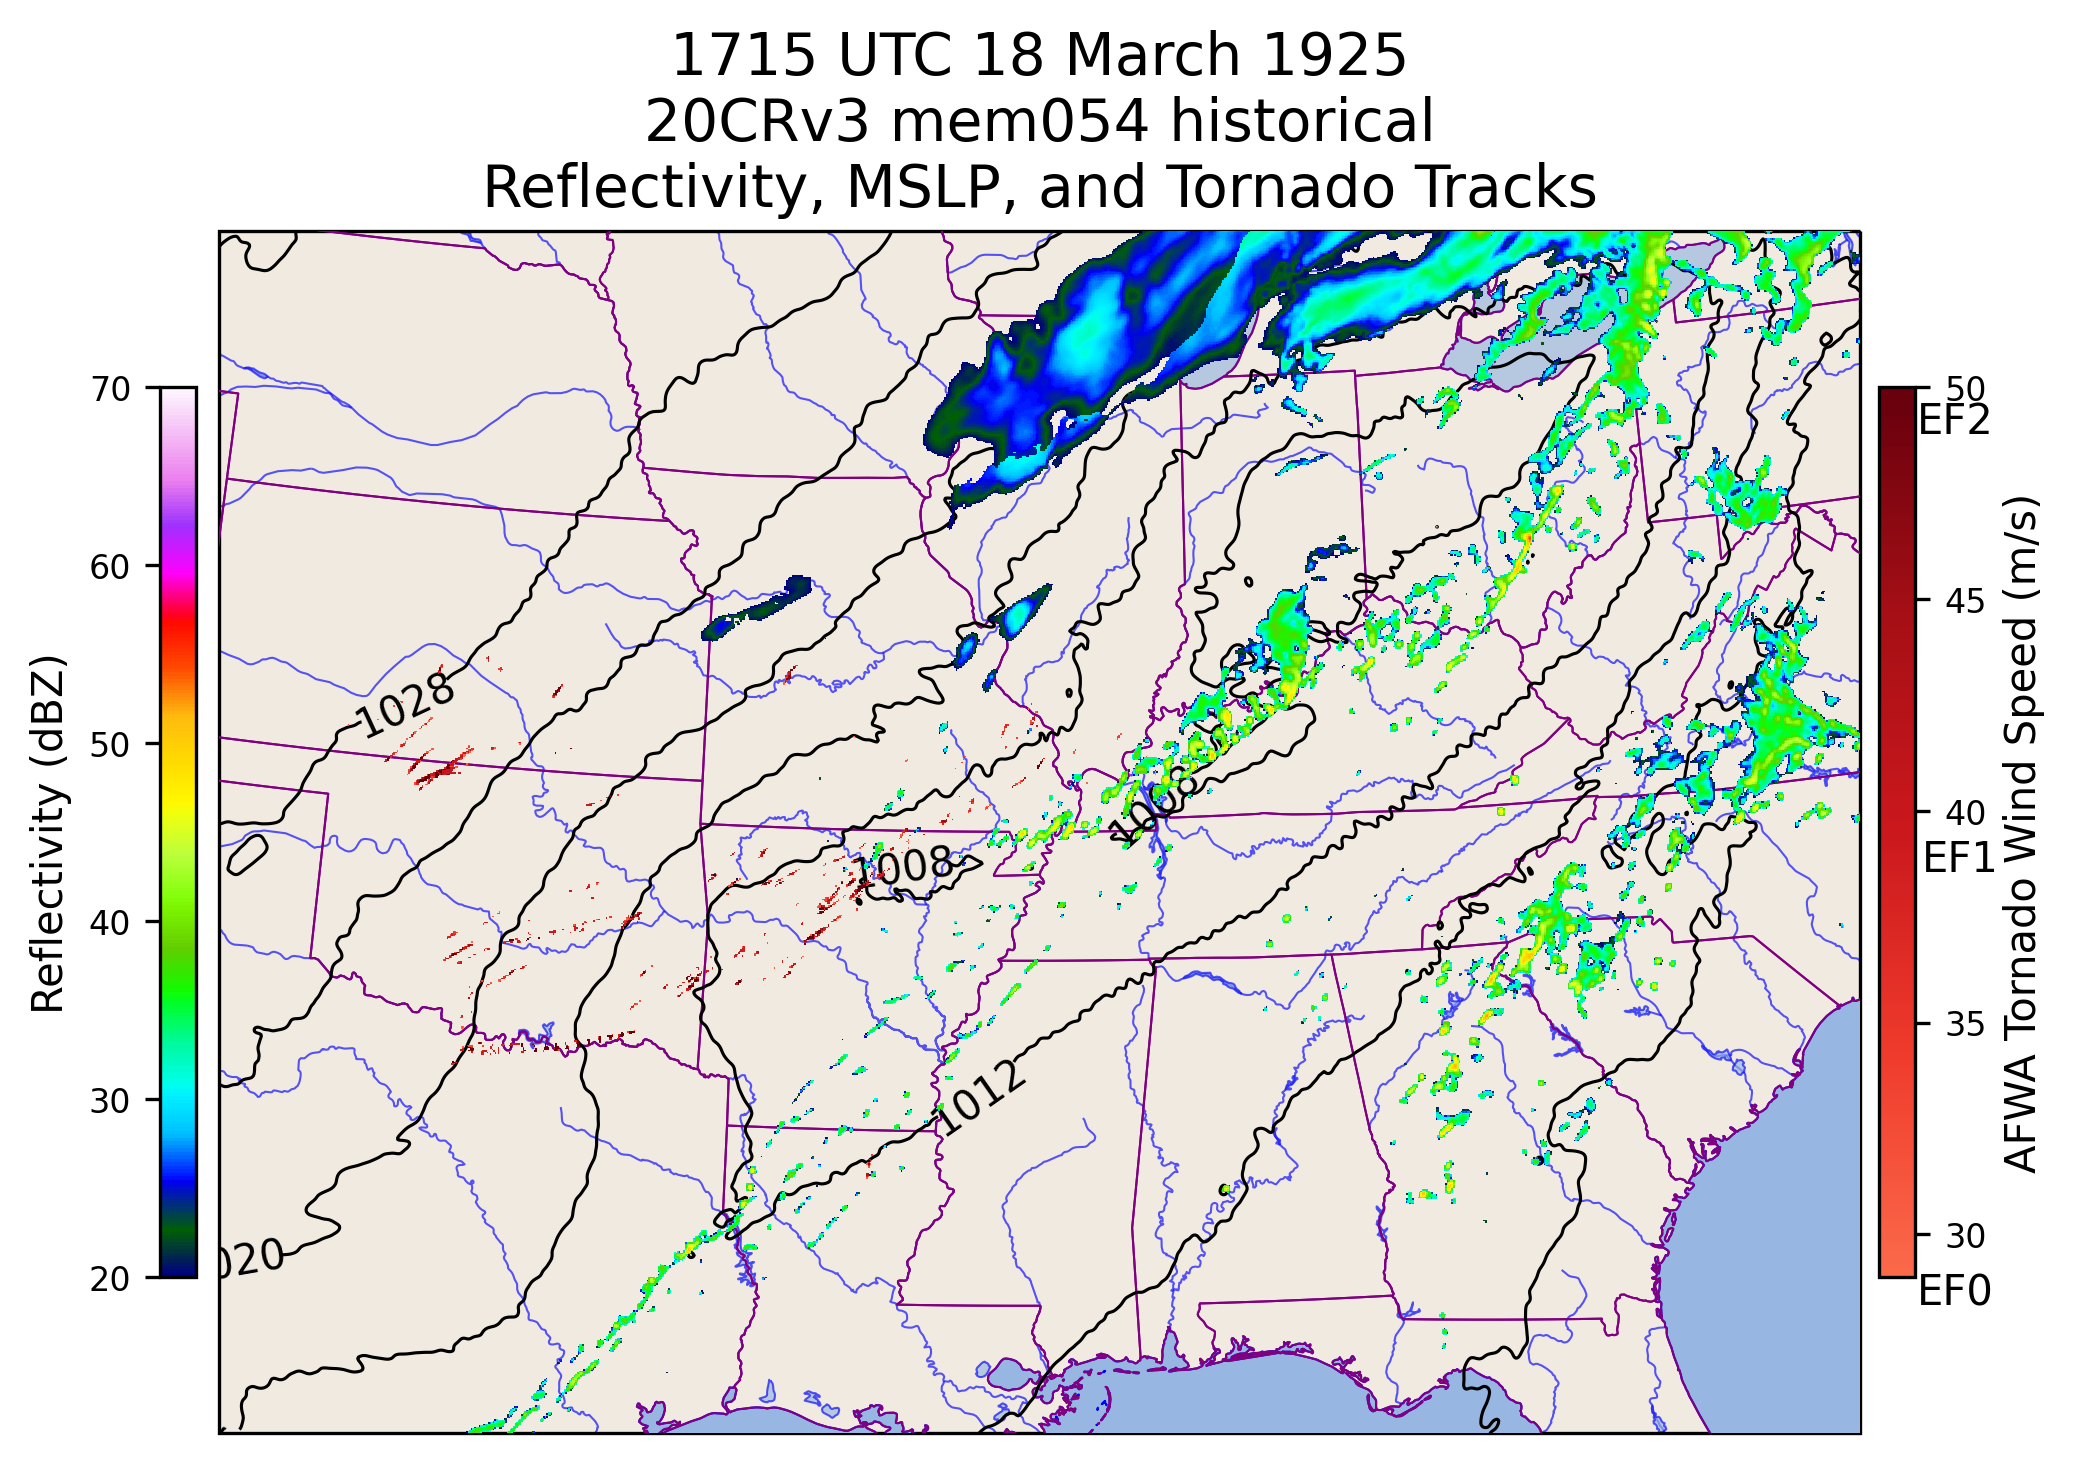 1715 UTC 18 March 1925
20CRv3 mem054 historical
Reflectivity, MSLP, and Tornado Tracks
70
60
50
40
30
20
Reflectivity (dBZ)
1028
1008
1008
1012
020
50
EF2
45
40
EF1
35
30
EF0
AFWA Tornado Wind Speed (m/s)